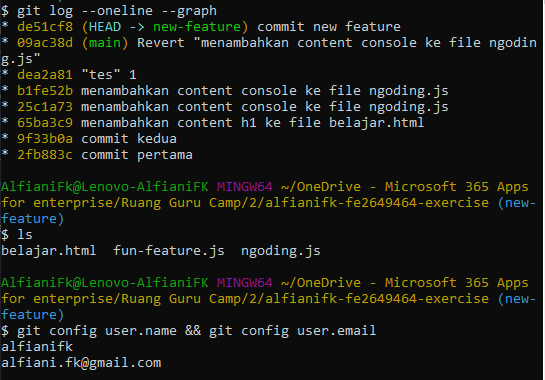 $ git log --oneline --graph
* de51cf8 (HEAD -> new-feature) commit new feature
* 09ac38d (main) Revert "menambahkan content console ke file ngodin
g.js"
* dea2a81 "tes" 1
* b1fe52b menambahkan content console ke file ngoding.js
* 25c1a73 menambahkan content console ke file ngoding.js
* 65ba3c9 menambahkan content h1 ke file belajar.html
* 9f33b0a commit kedua
* 2fb883c commit pertama
AlfianiFk@Lenovo-AlfianiFK MINGW64 ~/OneDrive - Microsoft 365 Apps
for enterprise/Ruang Guru Camp/2/alfianifk-fe2649464-exercise (new-
feature)
$ ls
belajar.html  fun-feature.js  ngoding.js
AlfianiFk@Lenovo-AlfianiFK MINGW64 ~/OneDrive - Microsoft 365 Apps
for enterprise/Ruang Guru Camp/2/alfianifk-fe2649464-exercise (new-
feature)
$ git config user.name && git config user.email
alfianifk
alfiani.fk@gmail.com